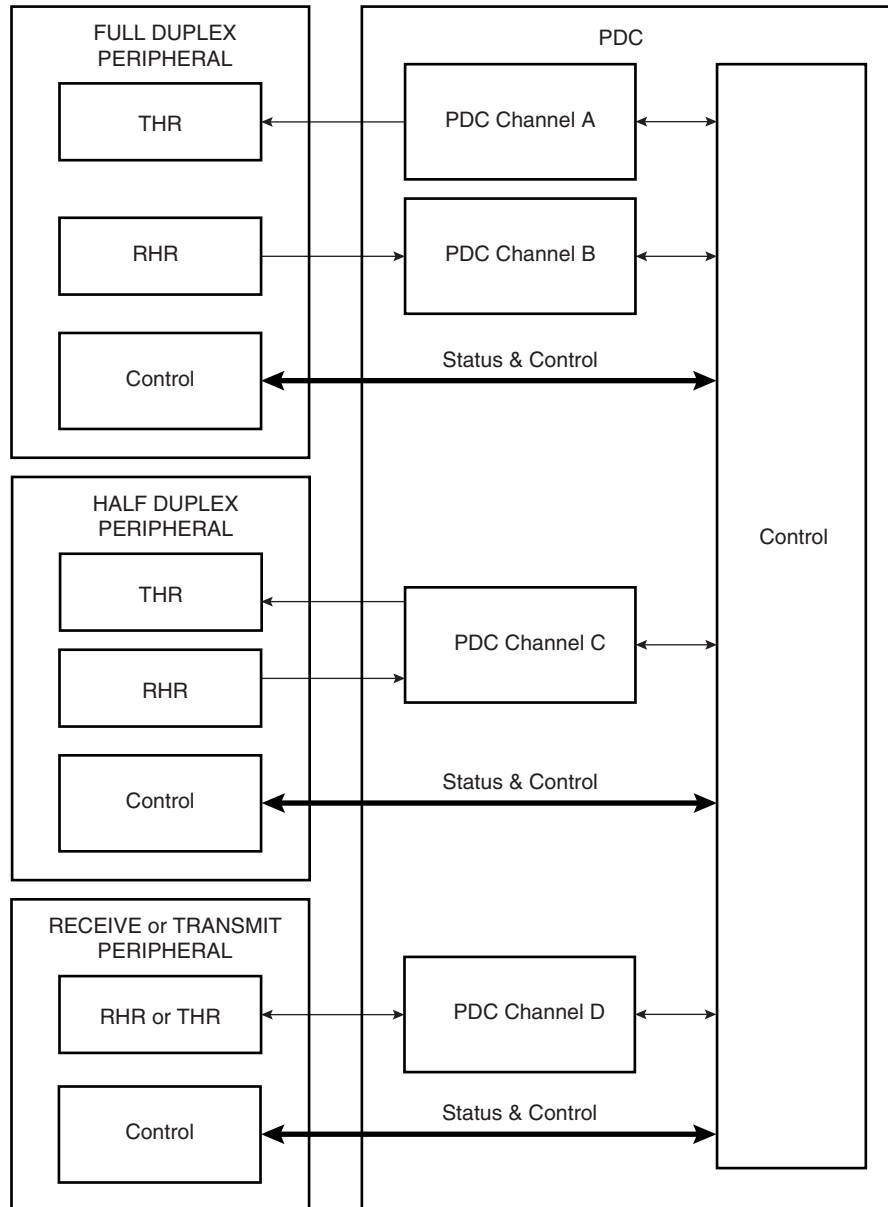 FULL DUPLEX
PERIPHERAL
PDC
THR
PDC Channel A
RHR
PDC Channel B
Control
Status & Control
HALF DUPLEX
PERIPHERAL
Control
THR
PDC Channel C
RHR
Control
Status & Control
RECEIVE or TRANSMIT
PERIPHERAL
RHR or THR
PDC Channel D
Control
Status & Control